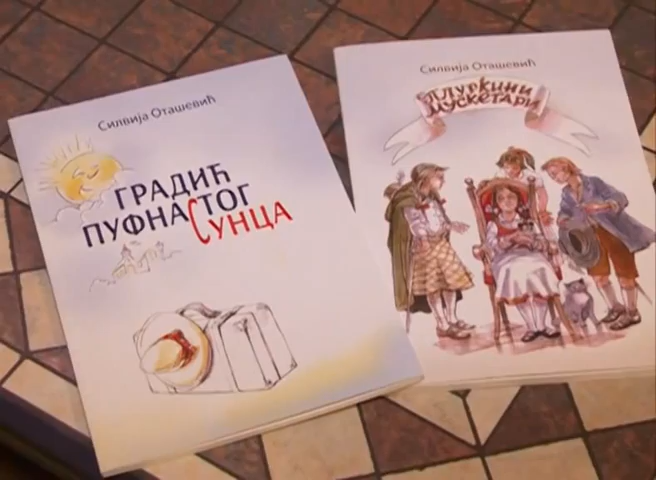 Силвија Оташевић
ГРАДИЋ
ПУФНАСТОГ
СУНЦА
Силвија Оташевић
Плуркини
мускетари